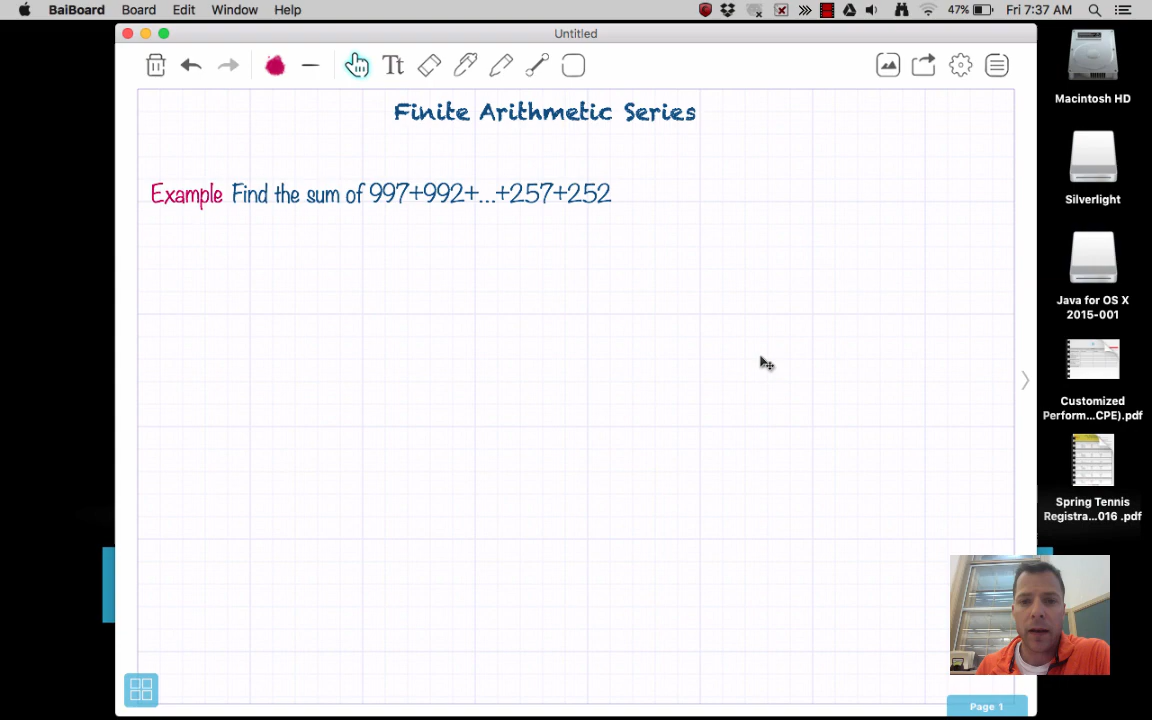 BaiBoard Board Edit Window Help 47% Fri 7:37 AM
Untitled
Tt
Finite Arithmetic Series
Example Find the sum of 997+992+...+257+252
Macintosh HD
Silverlight
Java for OS X
2015-001
Customized
Perform...CPE).pdf
Spring Tennis
Registra...016 .pdf
Page 1